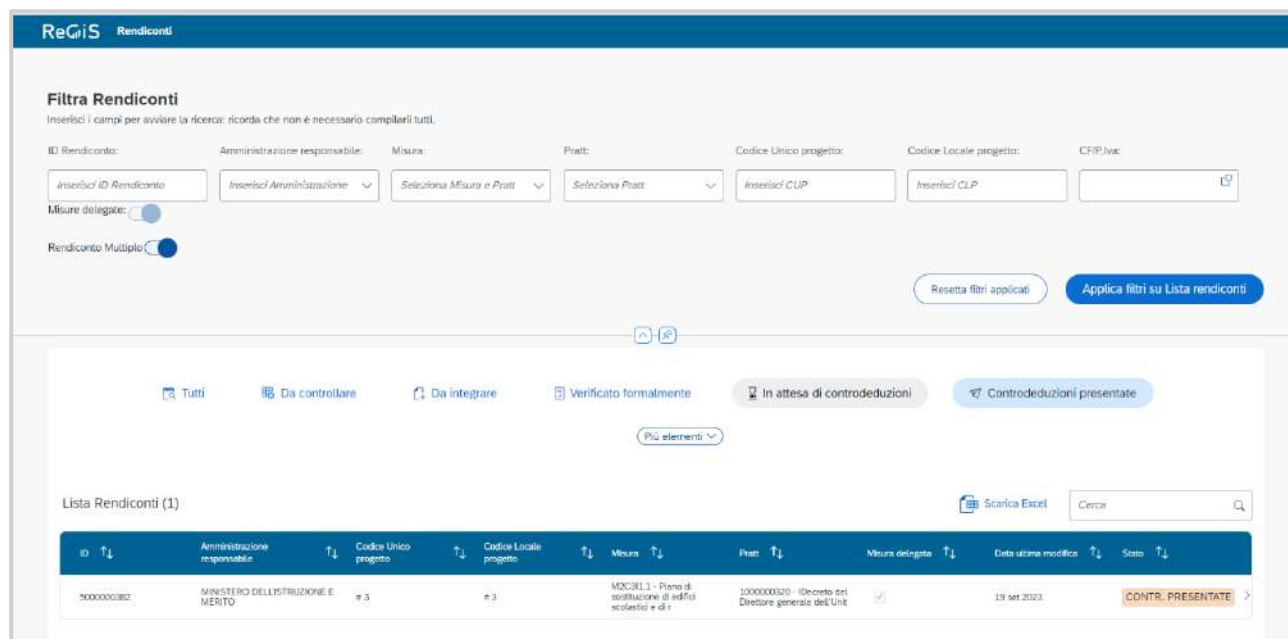 ReGiS Rendiconti
Filtra Rendiconti
Inserisci i campi per avviare la ricerca: ricorda che non è necessario compilarli tutti.
ID Rendiconto: Amministrazione responsabile: Misura: Pratt: Codice Unico progetto: Codice Locale progetto: CF/P.Iva:
Inserisci ID Rendiconto Inserisci Amministrazione Seleziona Misura e Pratt Seleziona Pratt Inserisci CUP Inserisci CLP
Misure delegate:
Rendiconto Multiplo
Resetta filtri applicati Applica filtri su Lista rendiconti
Tutti Da controllare Da integrare Verificato formalmente In attesa di controdeduzioni Controdeduzioni presentate
Più elementi
Lista Rendiconti (1) Scarica Excel Cerca
ID Amministrazione responsabile Codice Unico progetto Codice Locale progetto Misura Pratt Misura delegata Data ultima modifica Stato
5000000382 MINISTERO DELL'ISTRUZIONE E # 3 # 3 M2C3I1.1 - Piano di 1000000320 - IDecreto del 19 set 2023 CONTR. PRESENTATE
MERITO sostituzione di edifici Direttore generale dell'Unit
scolastici e di r